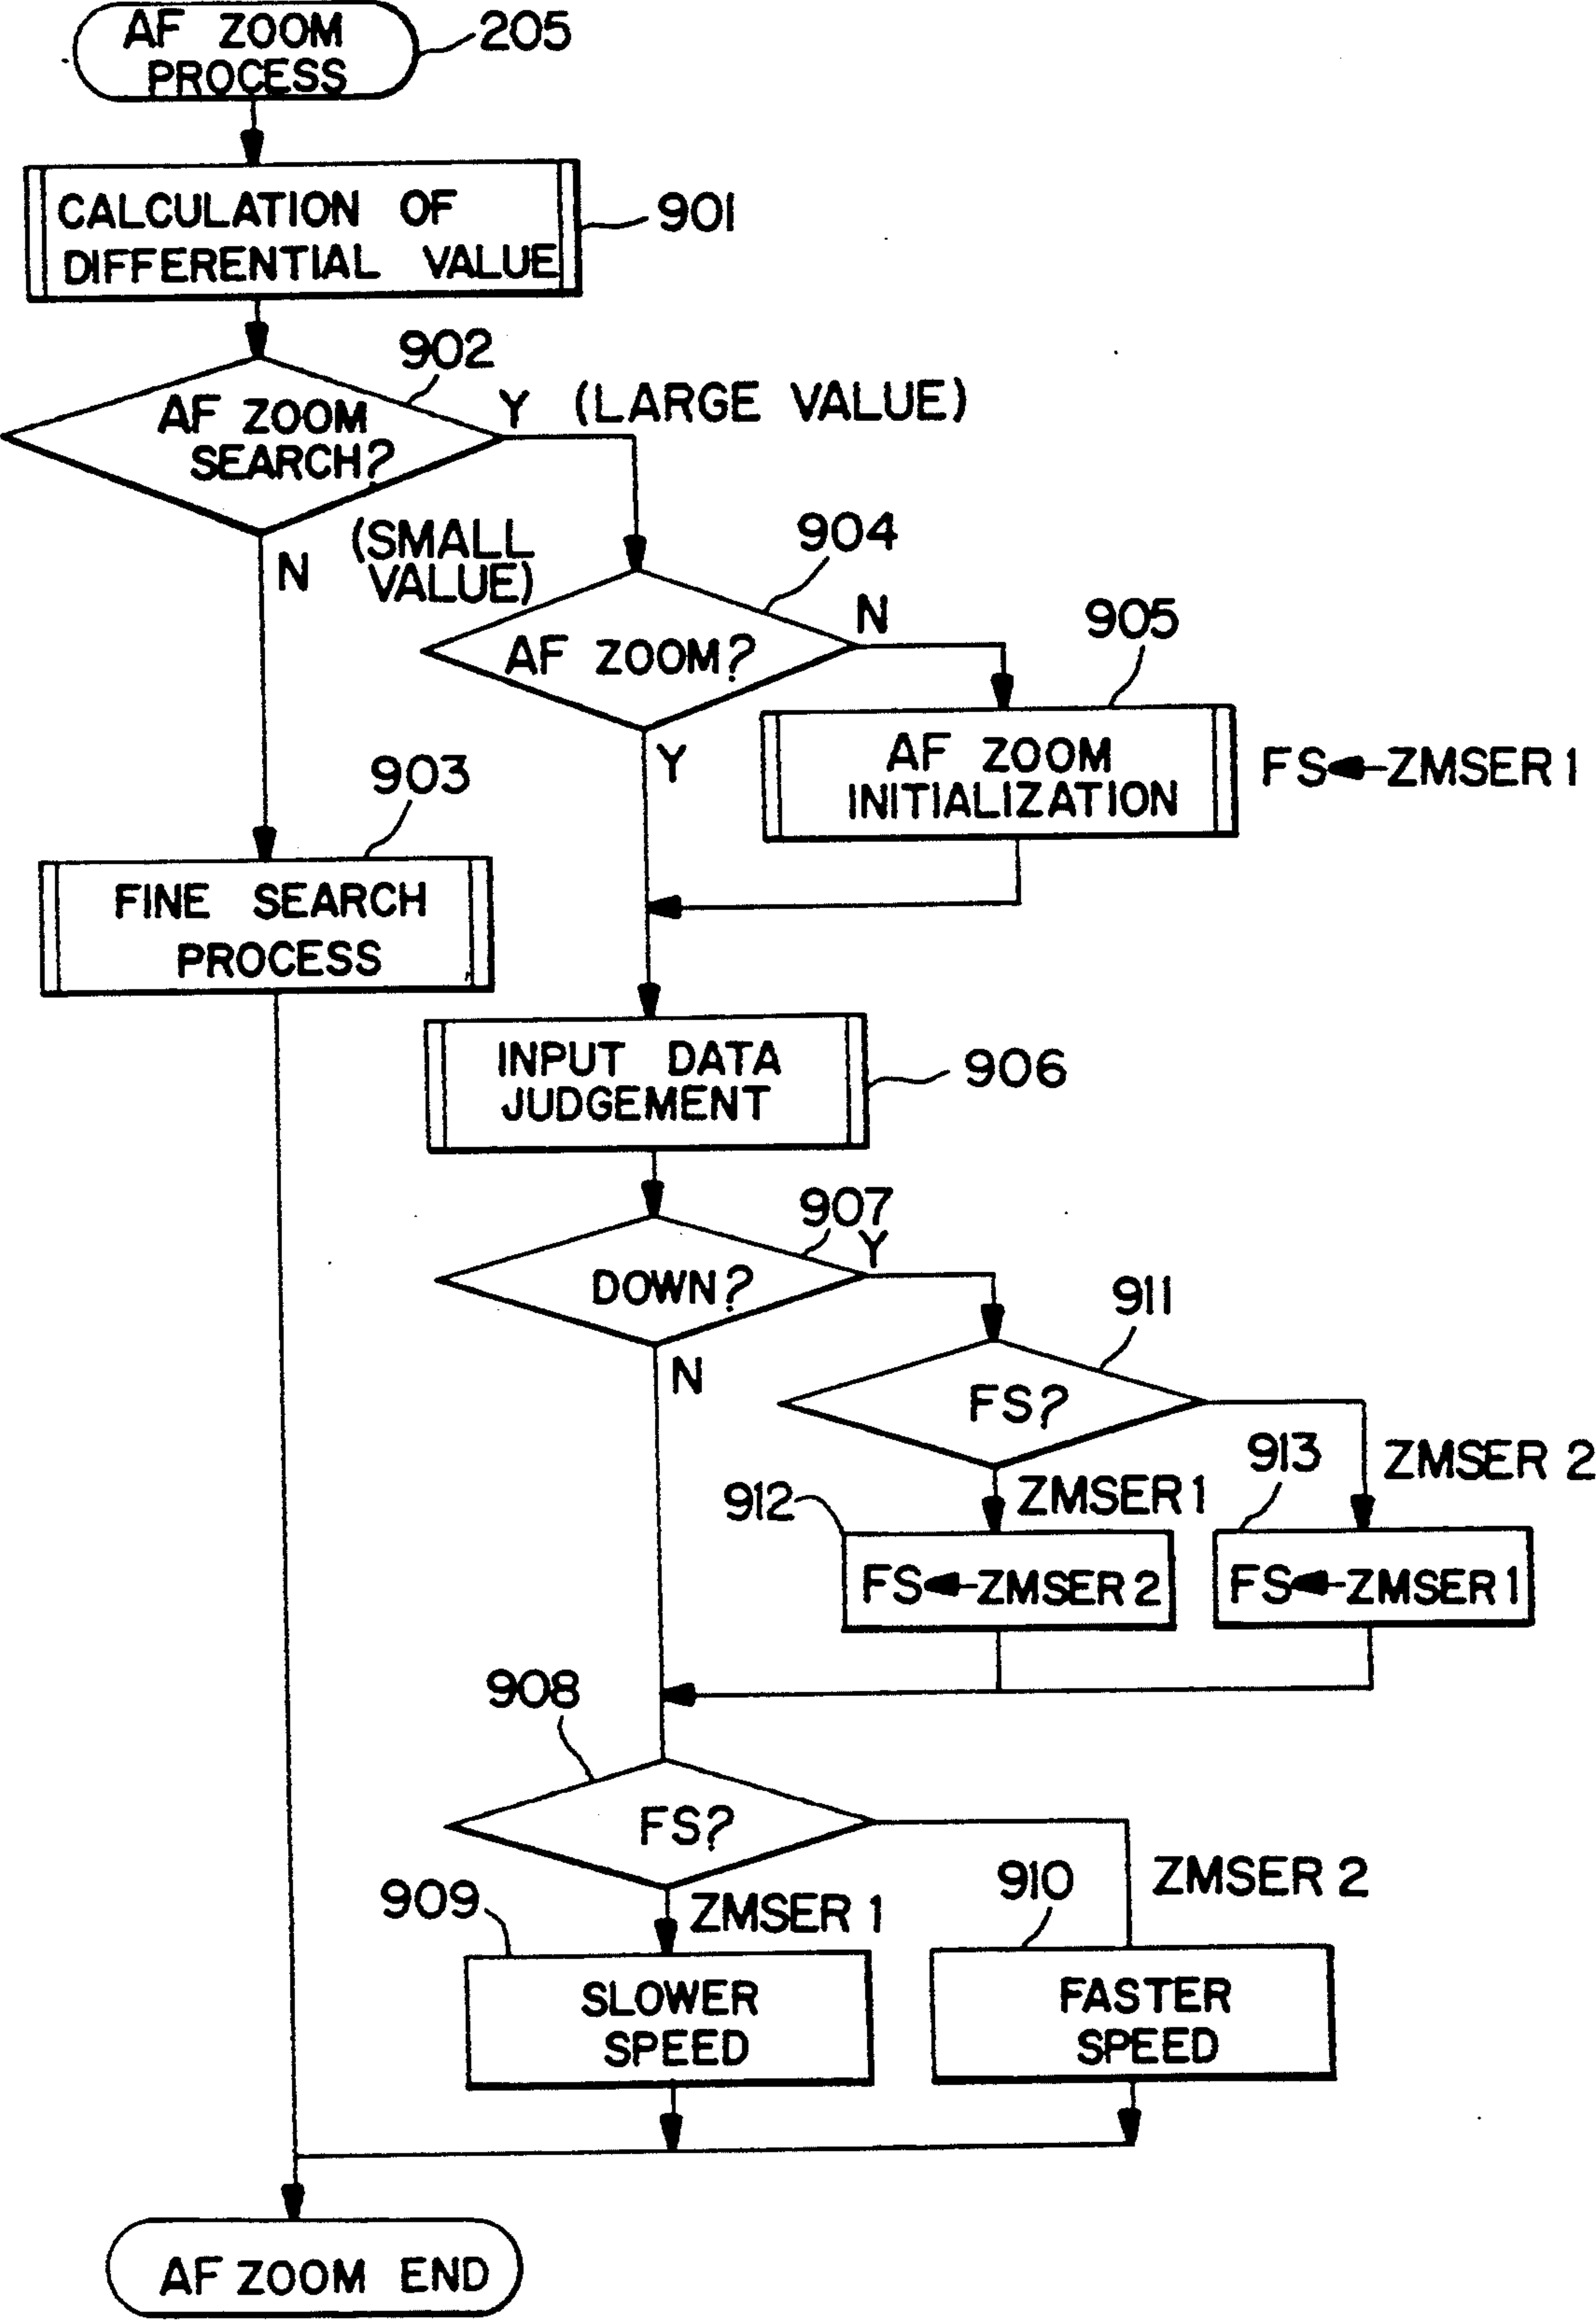 AF ZOOM
PROCESS
205
CALCULATION OF
DIFFERENTIAL VALUE
901
902
AF ZOOM
SEARCH?
Y (LARGE VALUE)
N
(SMALL
VALUE)
904
AF ZOOM?
N
Y
905
AF ZOOM
INITIALIZATION
FS ZMSER 1
903
FINE SEARCH
PROCESS
INPUT DATA
JUDGEMENT
906
907
DOWN?
Y
N
911
FS?
ZMSER 1
ZMSER 2
912
FS ZMSER 2
913
FS ZMSER 1
908
FS?
ZMSER 1
ZMSER 2
909
SLOWER
SPEED
910
FASTER
SPEED
AF ZOOM END